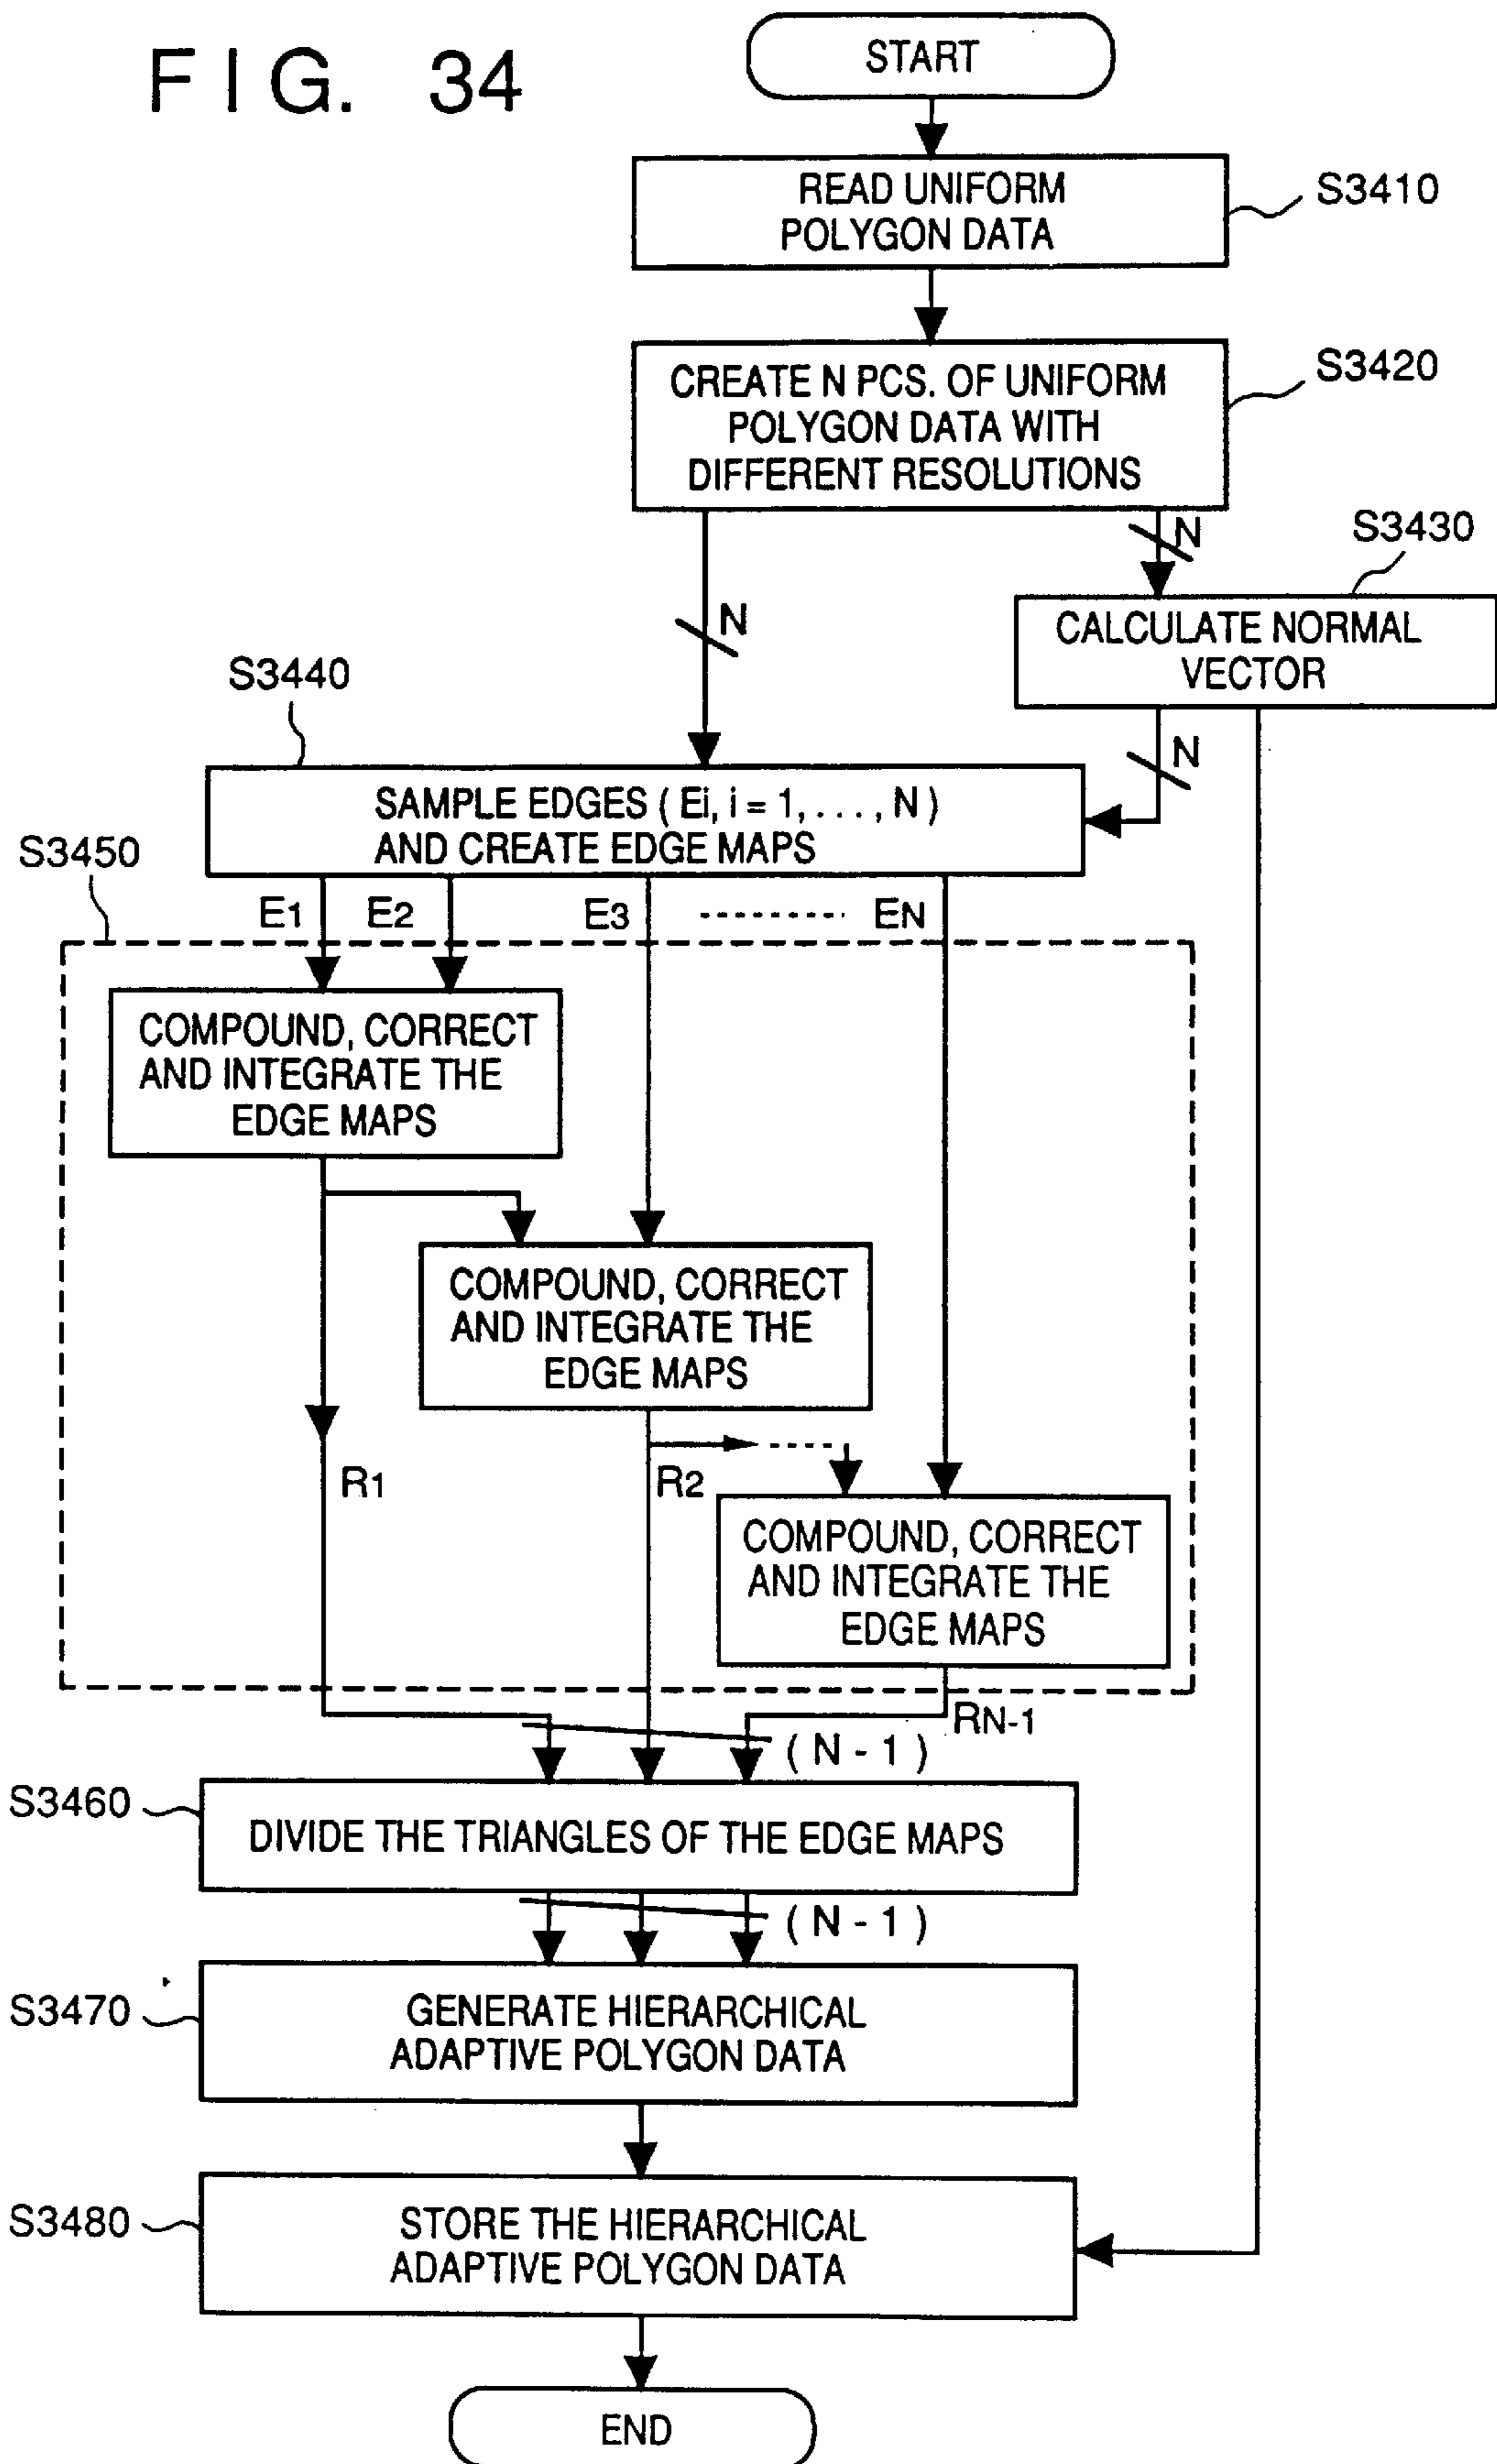 FIG. 34
START
READ UNIFORM
POLYGON DATA
S3410
CREATE N PCS. OF UNIFORM
POLYGON DATA WITH
DIFFERENT RESOLUTIONS
S3420
N
N
S3430
CALCULATE NORMAL
VECTOR
N
S3440
SAMPLE EDGES ( Ei, i = 1, . . . , N )
AND CREATE EDGE MAPS
S3450
E1 E2 E3 EN
COMPOUND, CORRECT
AND INTEGRATE THE
EDGE MAPS
COMPOUND, CORRECT
AND INTEGRATE THE
EDGE MAPS
R1
R2
COMPOUND, CORRECT
AND INTEGRATE THE
EDGE MAPS
RN-1
( N - 1 )
S3460
DIVIDE THE TRIANGLES OF THE EDGE MAPS
( N - 1 )
S3470
GENERATE HIERARCHICAL
ADAPTIVE POLYGON DATA
S3480
STORE THE HIERARCHICAL
ADAPTIVE POLYGON DATA
END